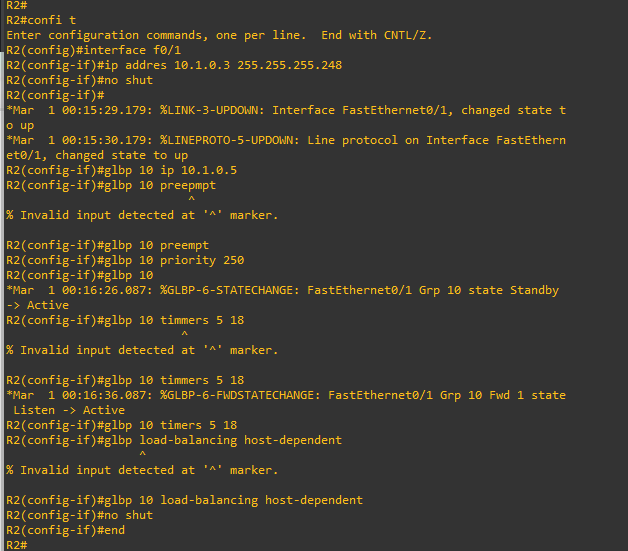 R2#
R2#confi t
Enter configuration commands, one per line.  End with CNTL/Z.
R2(config)#interface f0/1
R2(config-if)#ip addres 10.1.0.3 255.255.255.248
R2(config-if)#no shut
R2(config-if)#
*Mar  1 00:15:29.179: %LINK-3-UPDOWN: Interface FastEthernet0/1, changed state t
o up
*Mar  1 00:15:30.179: %LINEPROTO-5-UPDOWN: Line protocol on Interface FastEthern
et0/1, changed state to up
R2(config-if)#glbp 10 ip 10.1.0.5
R2(config-if)#glbp 10 preepmpt
                          ^
% Invalid input detected at '^' marker.

R2(config-if)#glbp 10 preempt
R2(config-if)#glbp 10 priority 250
R2(config-if)#glbp 10
*Mar  1 00:16:26.087: %GLBP-6-STATECHANGE: FastEthernet0/1 Grp 10 state Standby
-> Active
R2(config-if)#glbp 10 timmers 5 18
                         ^
% Invalid input detected at '^' marker.

R2(config-if)#glbp 10 timmers 5 18
*Mar  1 00:16:36.087: %GLBP-6-FWDSTATECHANGE: FastEthernet0/1 Grp 10 Fwd 1 state
 Listen -> Active
R2(config-if)#glbp 10 timers 5 18
R2(config-if)#glbp load-balancing host-dependent
                   ^
% Invalid input detected at '^' marker.

R2(config-if)#glbp 10 load-balancing host-dependent
R2(config-if)#no shut
R2(config-if)#end
R2#